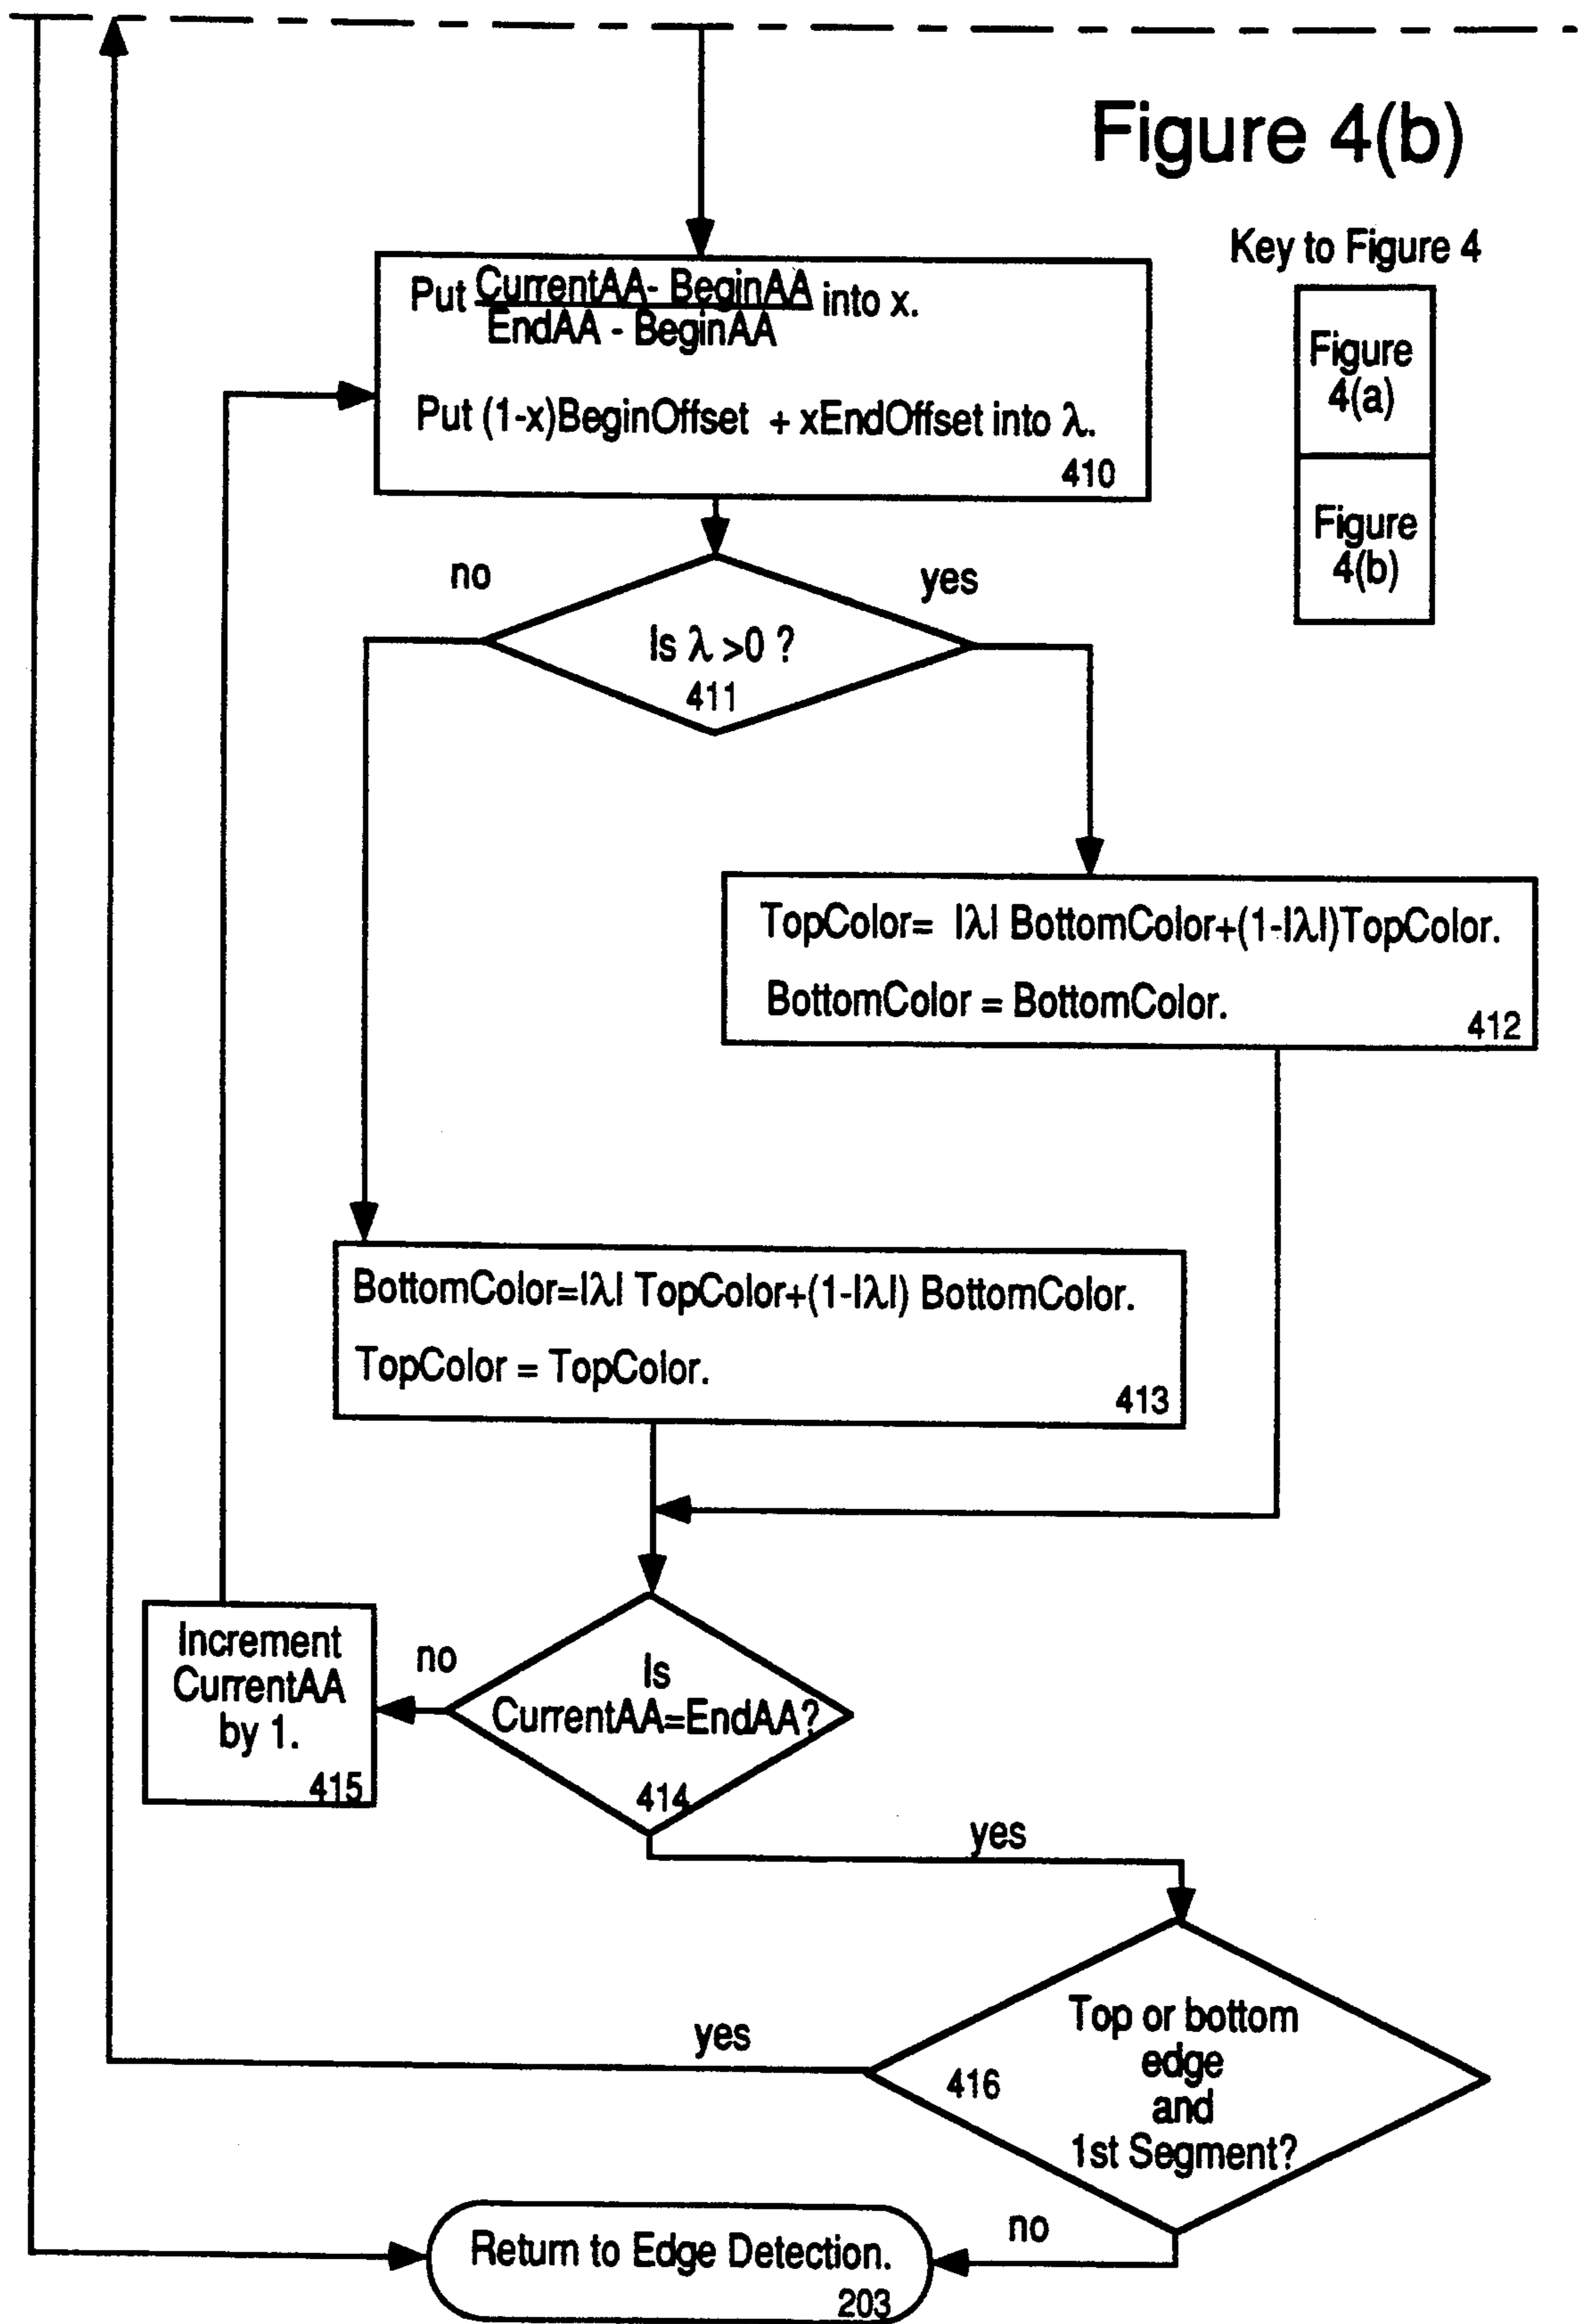 Figure 4(b)
Key to Figure 4
Figure
4(a)
Figure
4(b)
Put CurrentAA- BeginAA into x.
EndAA - BeginAA
Put (1-x)BeginOffset + xEndOffset into λ.
410
no
yes
Is λ >0 ?
411
TopColor= |λ| BottomColor+(1-|λ|)TopColor.
BottomColor = BottomColor.
412
BottomColor=|λ| TopColor+(1-|λ|) BottomColor.
TopColor = TopColor.
413
Increment
CurrentAA
by 1.
415
no
Is
CurrentAA=EndAA?
414
yes
yes
Top or bottom
edge
416
and
1st Segment?
no
Return to Edge Detection.
203